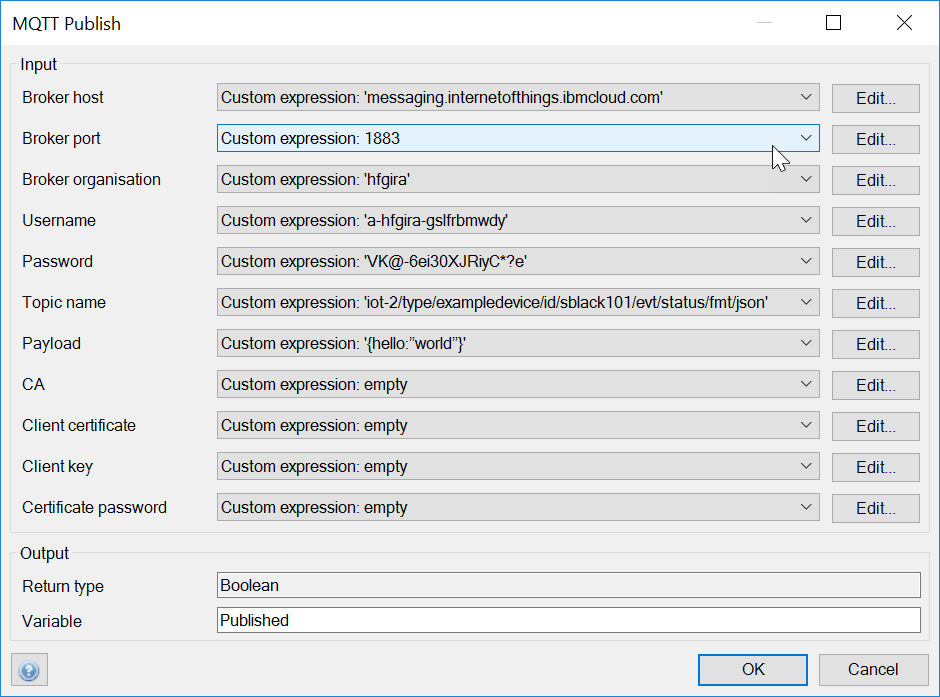 MQTT Publish
Input
Broker host Custom expression: 'messaging.internetofthings.ibmcloud.com' Edit...
Broker port Custom expression: 1883 Edit...
Broker organisation Custom expression: 'hfgira' Edit...
Username Custom expression: 'a-hfgira-gslfrbmwdy' Edit...
Password Custom expression: 'VK@-6ei30XJRiyC*?e' Edit...
Topic name Custom expression: 'iot-2/type/exampledevice/id/sblack101/evt/status/fmt/json' Edit...
Payload Custom expression: '{hello:”world”}' Edit...
CA Custom expression: empty Edit...
Client certificate Custom expression: empty Edit...
Client key Custom expression: empty Edit...
Certificate password Custom expression: empty Edit...
Output
Return type Boolean
Variable Published
? OK Cancel